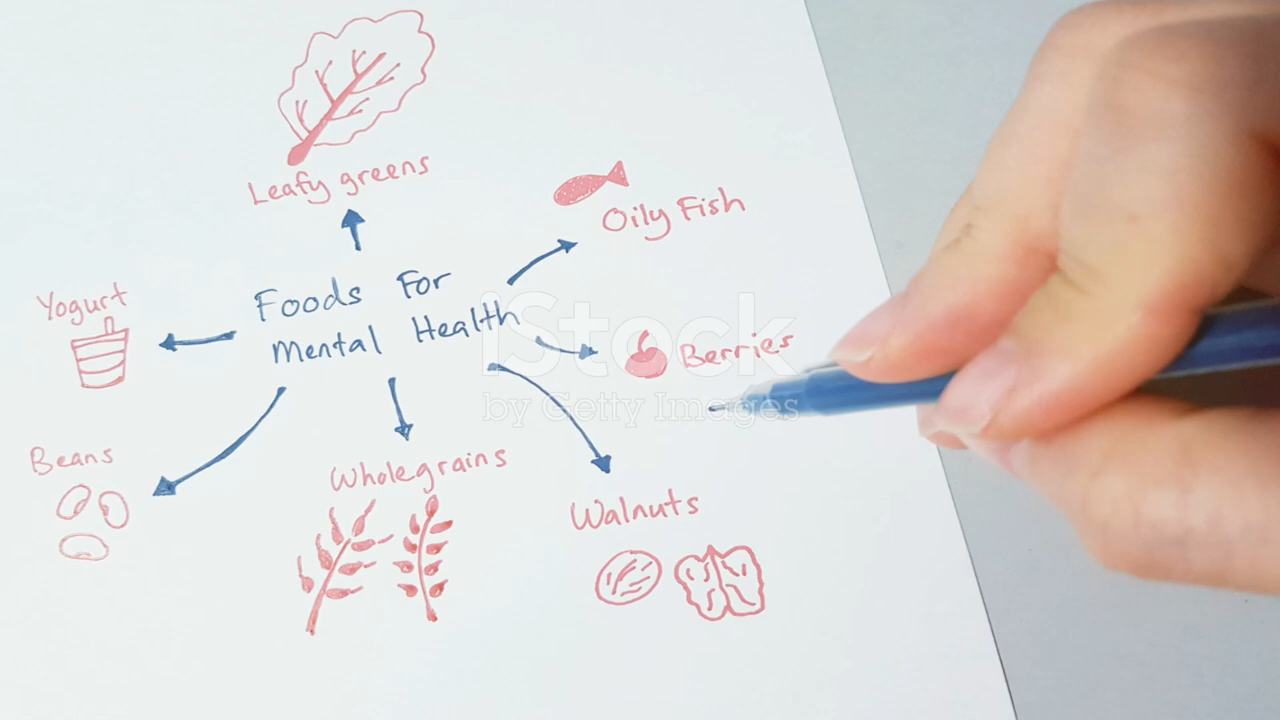 Leafy greens
Oily Fish
Foods For
Mental Health
Yogurt
Berries
Beans
Wholegrains
Walnuts
iStock
by Getty Images